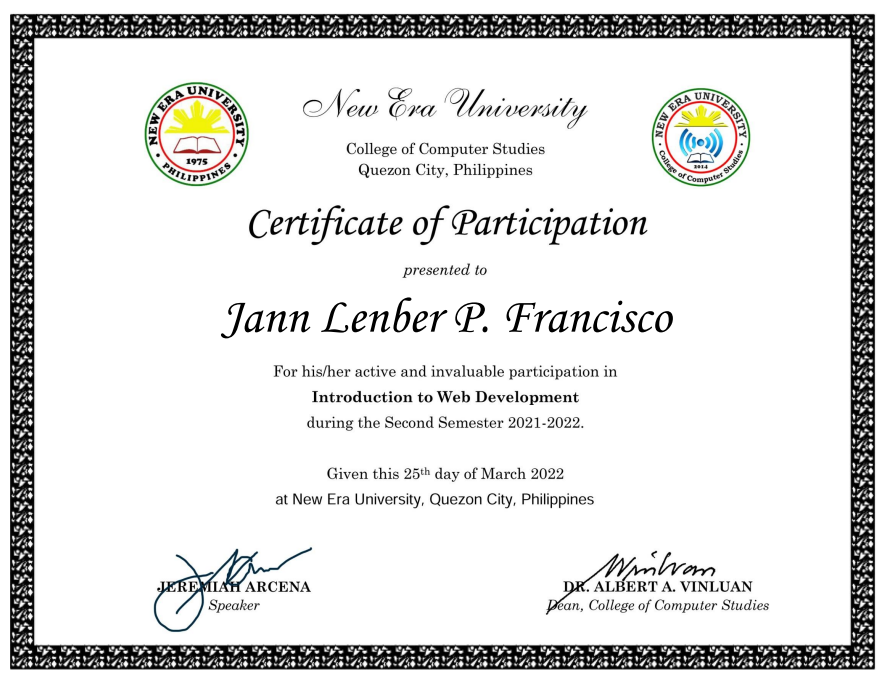 NEW ERA UNIVERSITY
1975
PHILIPPINES
New Era University
College of Computer Studies
Quezon City, Philippines
NEW ERA UNIVERSITY
2014
College of Computer Studies
Certificate of Participation
presented to
Jann Lenber P. Francisco
For his/her active and invaluable participation in
Introduction to Web Development
during the Second Semester 2021-2022.
Given this 25th day of March 2022
at New Era University, Quezon City, Philippines
JEREMIAH ARCENA
Speaker
DR. ALBERT A. VINLUAN
Dean, College of Computer Studies